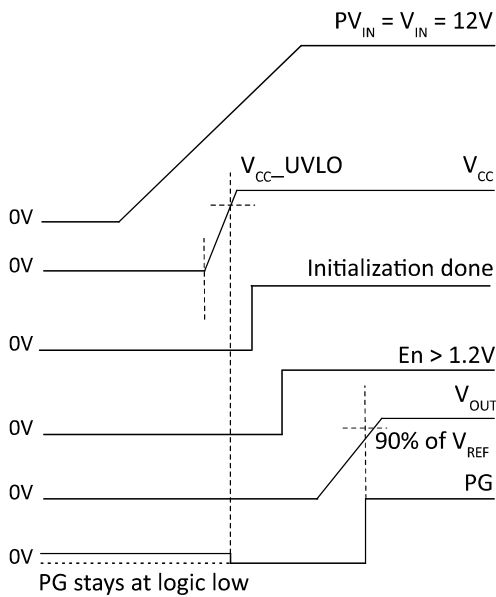 PV_IN = V_IN = 12V
V_CC_UVLO V_CC
0V
0V
Initialization done
0V
En > 1.2V
V_OUT
0V
90% of V_REF
PG
0V
0V
PG stays at logic low